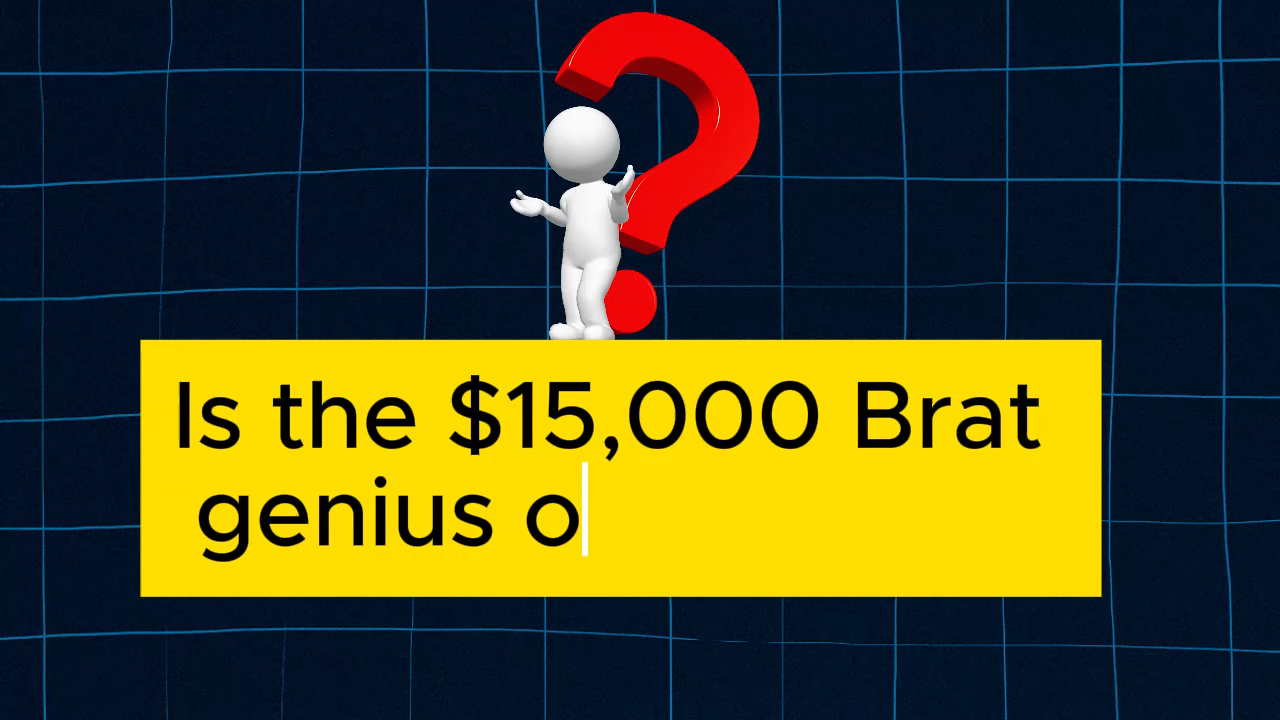 Is the $15,000 Brat
genius o